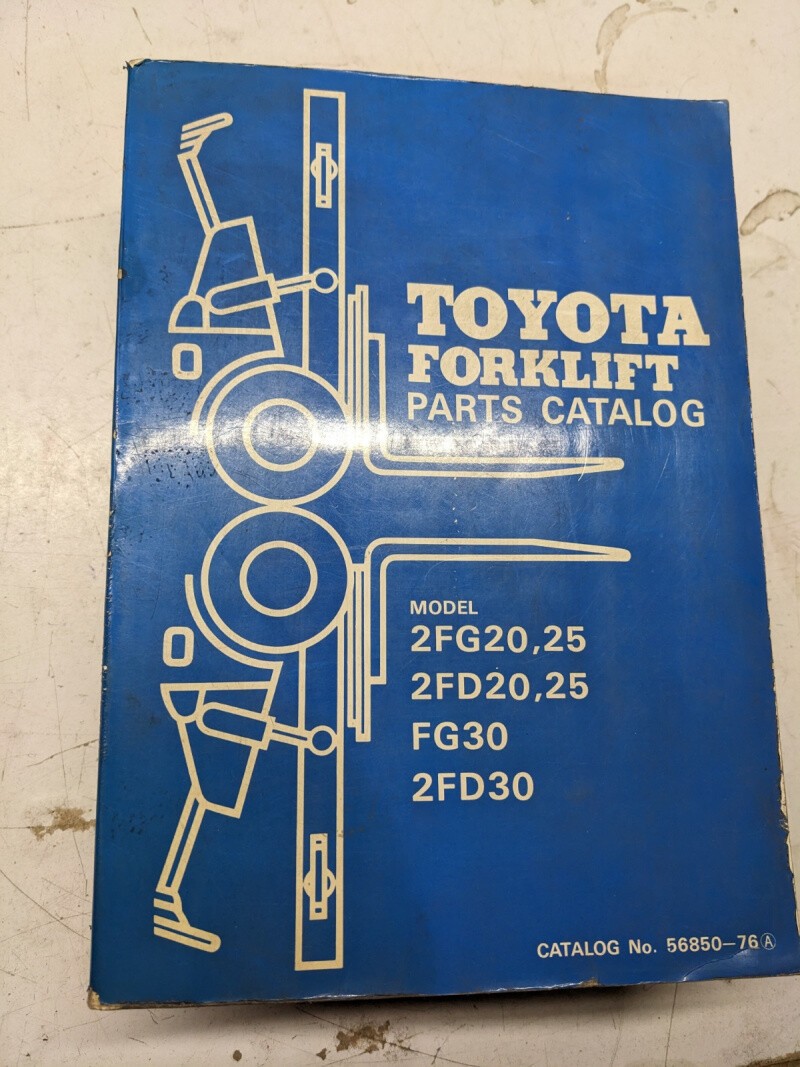 TOYOTA
FORKLIFT
PARTS CATALOG
MODEL
2FG20,25
2FD20,25
FG30
2FD30
CATALOG No. 56850-76Ⓐ